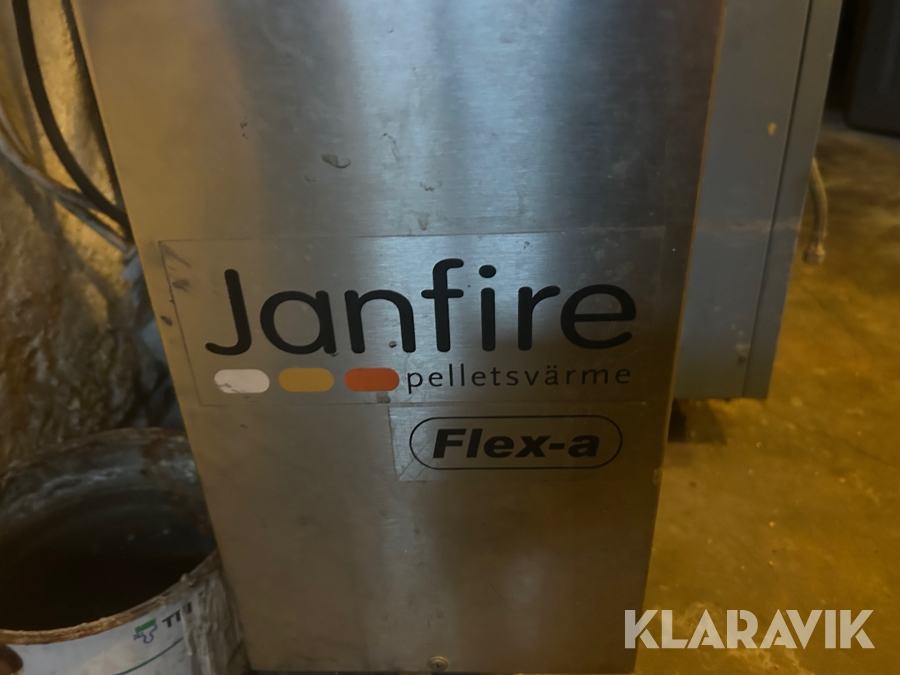 Janfire
pelletsvärme
Flex-a
KLARAVIK